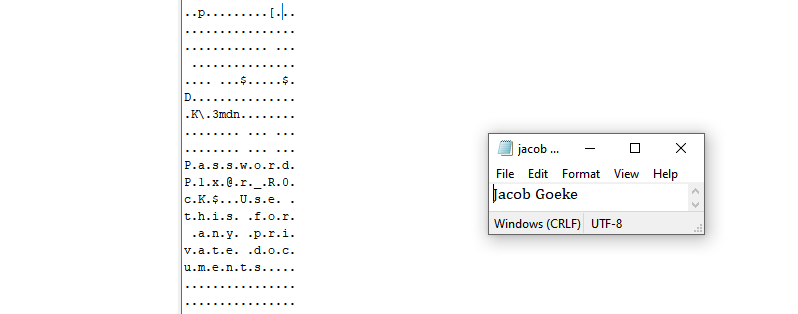 ..p.........[...
................
............ ...
 ...............
.... ...$.....$.
D...............
.K\.3mdn........
........ ... ...
........ ... ...
P.a.s.s.w.o.r.d.
P.l.x.@.r._.R.0.
c.K.$...U.s.e. .
t.h.i.s. .f.o.r.
 .a.n.y. .p.r.i.
v.a.t.e. .d.o.c.
u.m.e.n.t.s.....
................
................
jacob ...
File Edit Format View Help
Jacob Goeke
Windows (CRLF) UTF-8